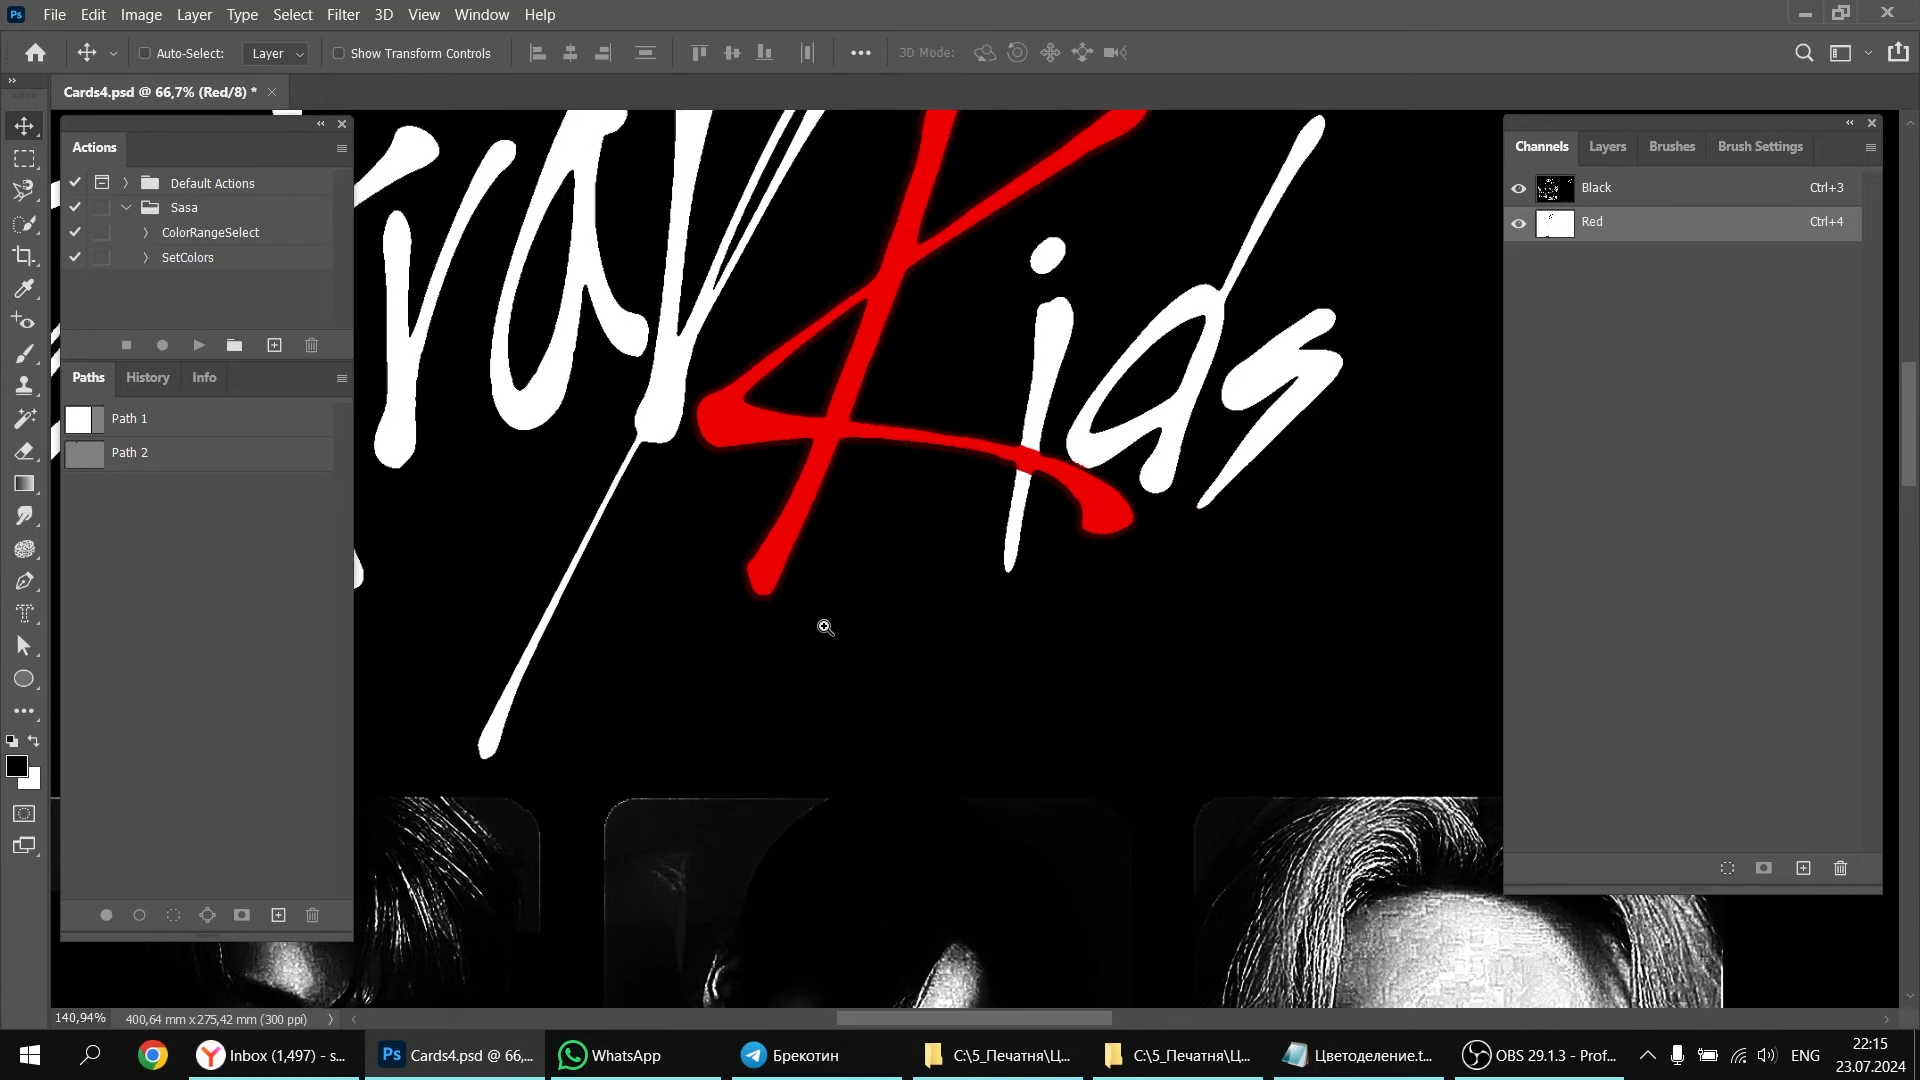 Ps File Edit Image Layer Type Select Filter 3D View Window Help
Auto-Select: Layer Show Transform Controls 3D Mode:
Cards4.psd @ 66,7% (Red/8) *
Actions
Default Actions
Sasa
ColorRangeSelect
SetColors
Paths History Info
Path 1
Path 2
Kids
Channels Layers Brushes Brush Settings
Black Ctrl+3
Red Ctrl+4
140,94% 400,64 mm x 275,42 mm (300 ppi)
Inbox (1,497) - s... Ps Cards4.psd @ 66,... WhatsApp Брекотин C:\5_Печатня\Ц... C:\5_Печатня\Ц... Цветоделение.t... OBS 29.1.3 - Prof... ENG 22:15
23.07.2024